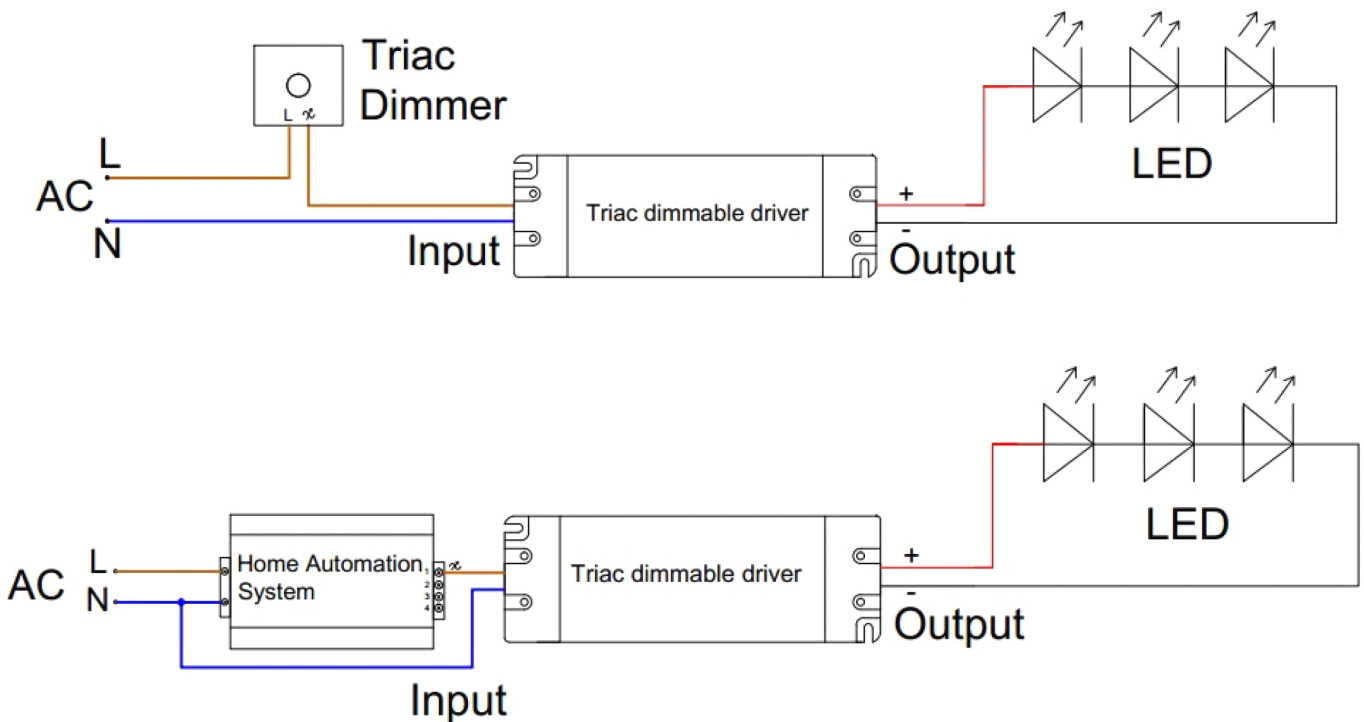 Triac
Dimmer
L
L
AC
N
Input
Triac dimmable driver
+
-
Output
LED
AC
L
N
Home Automation
System
1
2
3
4
Input
Triac dimmable driver
+
-
Output
LED